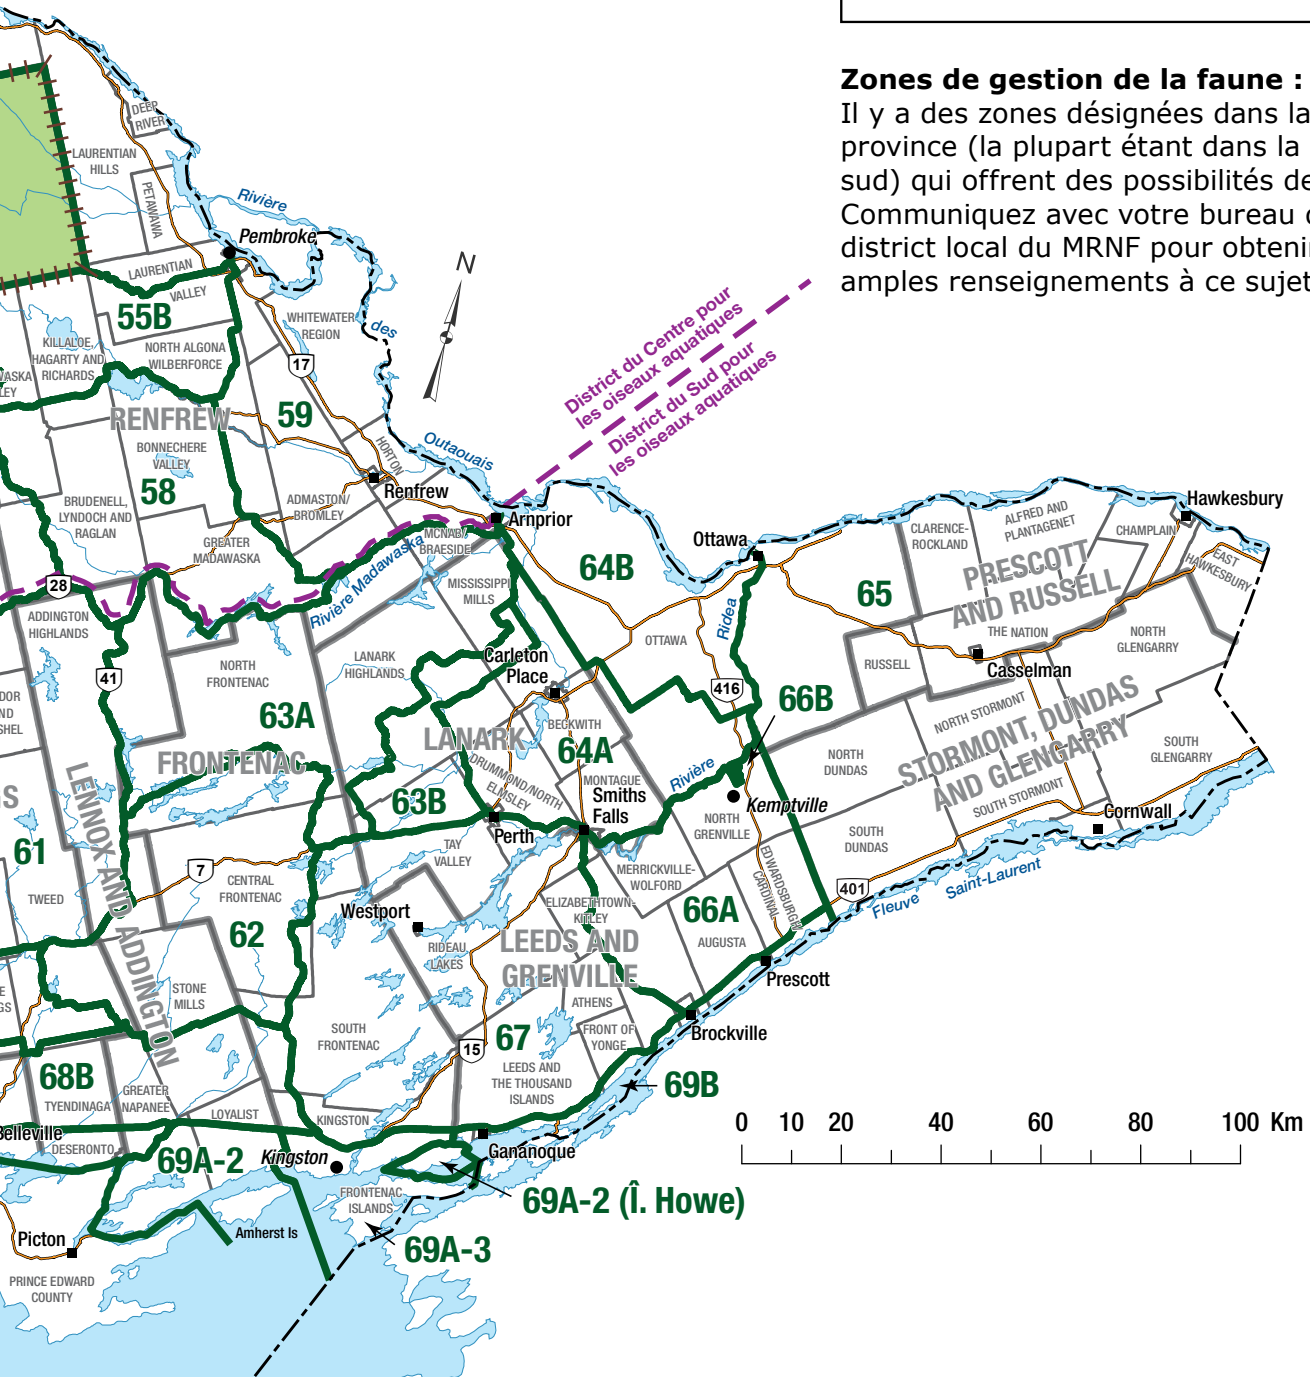 Zones de gestion de la faune :
Il y a des zones désignées dans la
province (la plupart étant dans la
sud) qui offrent des possibilités de
Communiquez avec votre bureau
district local du MRNF pour obteni
amples renseignements à ce sujet
DEEP
RIVER
LAURENTIAN
HILLS
PETAWAWA
Rivière
Pembroke
N
LAURENTIAN
VALLEY
55B
WHITEWATER
REGION
des
District du Centre pour
les oiseaux aquatiques
District du Sud pour
les oiseaux aquatiques
KILLALOE,
HAGARTY AND
RICHARDS
NORTH ALGONA
WILBERFORCE
17
ASKA
LEY
RENFREW
59
BONNECHERE
VALLEY
HORTON
Outaouais
58
Renfrew
BRUDENELL,
LYNDOCH AND
RAGLAN
ADMASTON/
BROMLEY
Arnprior
GREATER
MADAWASKA
MCNAB/
BRAESIDE
Rivière Madawaska
28
MISSISSIPPI
MILLS
64B
Ottawa
Hawkesbury
CLARENCE-
ROCKLAND
ALFRED AND
PLANTAGENET
CHAMPLAIN
EAST
HAWKESBURY
PRESCOTT
AND RUSSELL
65
ADDINGTON
HIGHLANDS
Ridea
OTTAWA
THE NATION
NORTH
GLENGARRY
41
NORTH
FRONTENAC
LANARK
HIGHLANDS
Carleton
Place
RUSSELL
Casselman
DOR
ND
SHEL
63A
416
66B
NORTH STORMONT
STORMONT, DUNDAS
AND GLENGARRY
LANARK
BECKWITH
64A
FRONTENAC
NORTH
DUNDAS
SOUTH
GLENGARRY
DRUMMOND/NORTH
ELMSLEY
MONTAGUE
Rivière
GS
63B
Smiths
Falls
Kemptville
SOUTH STORMONT
Cornwall
LENNOX AND ADDINGTON
61
Perth
NORTH
GRENVILLE
SOUTH
DUNDAS
TAY
VALLEY
7
CENTRAL
FRONTENAC
MERRICKVILLE-
WOLFORD
EDWARDSBURGH/
CARDINAL
401
Fleuve
Saint-Laurent
TWEED
Westport
ELIZABETHTOWN-
KITLEY
66A
62
RIDEAU
LAKES
LEEDS AND
GRENVILLE
AUGUSTA
Prescott
STONE
MILLS
E
GS
ATHENS
SOUTH
FRONTENAC
67
FRONT OF
YONGE
Brockville
15
68B
LEEDS AND
THE THOUSAND
ISLANDS
69B
TYENDINAGA
GREATER
NAPANEE
LOYALIST
KINGSTON
0 10 20 40 60 80 100 Km
Belleville
DESERONTO
69A-2
Kingston
Gananoque
FRONTENAC
ISLANDS
69A-2 (Î. Howe)
Picton
Amherst Is
69A-3
PRINCE EDWARD
COUNTY